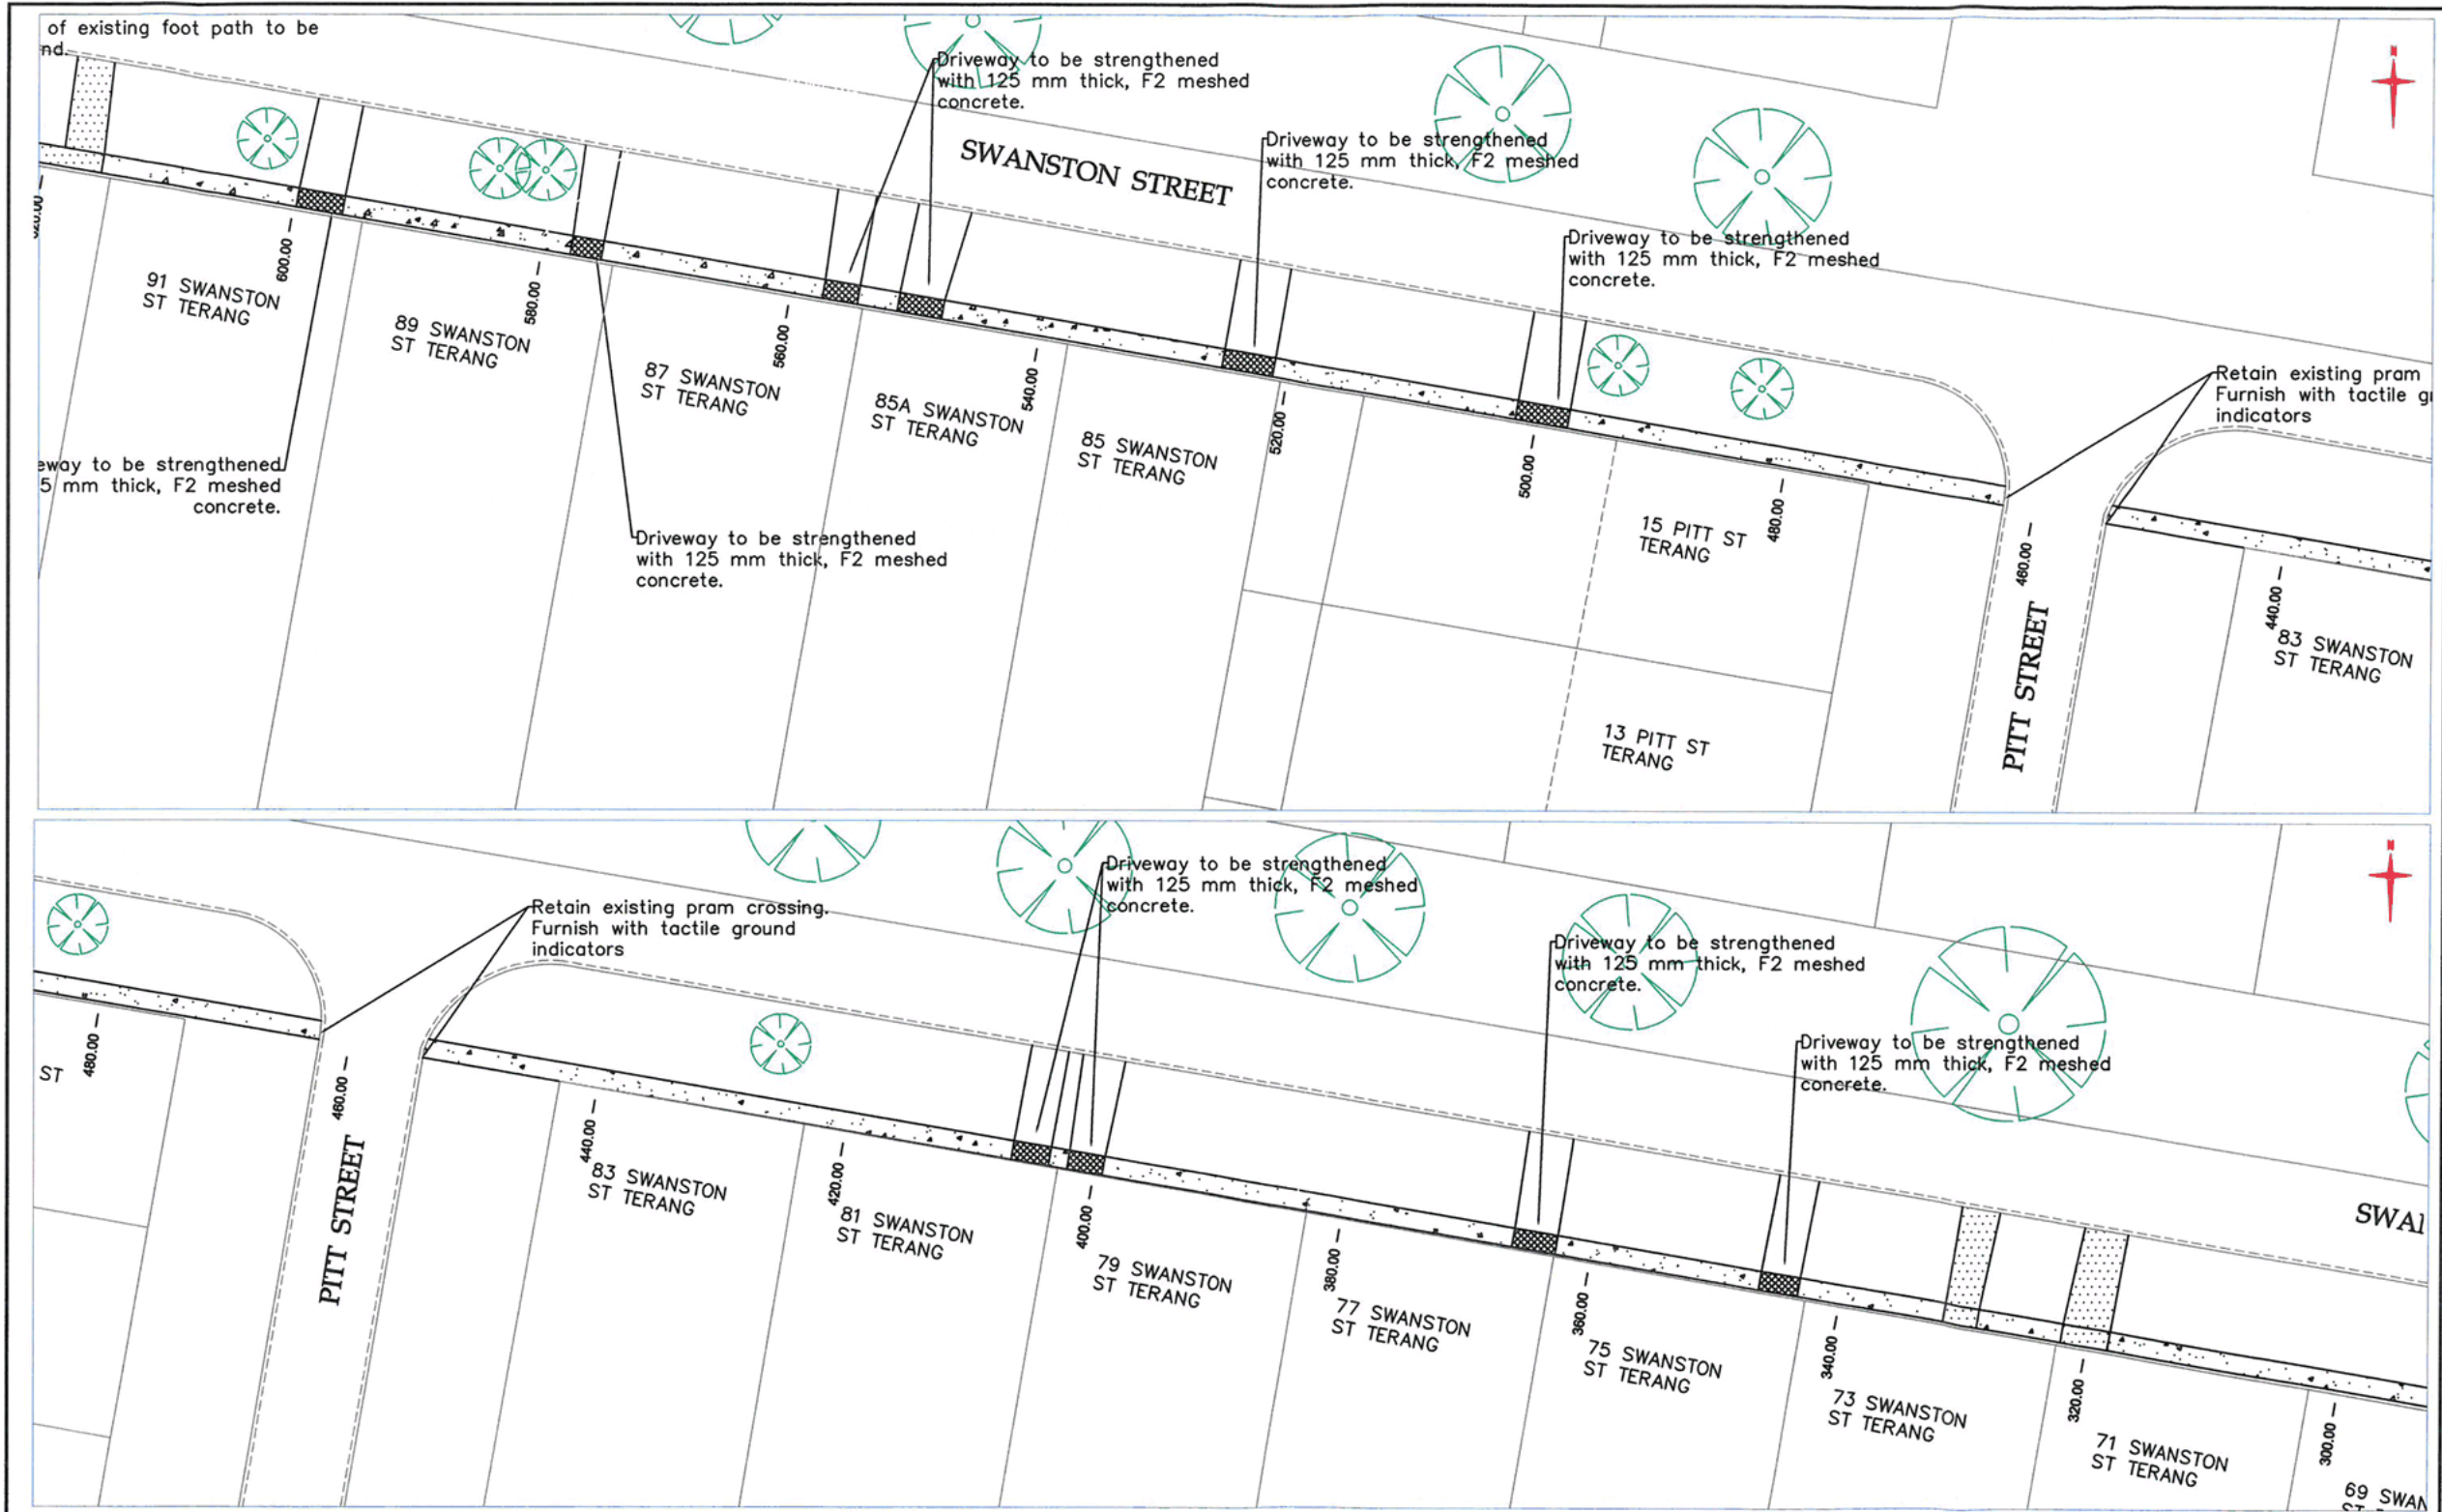 of existing foot path to be
nd.
Driveway to be strengthened
with 125 mm thick, F2 meshed
concrete.
SWANSTON STREET
Driveway to be strengthened
with 125 mm thick, F2 meshed
concrete.
Driveway to be strengthened
with 125 mm thick, F2 meshed
concrete.
Retain existing pram
Furnish with tactile
indicators
600.00
580.00
560.00
540.00
520.00
500.00
480.00
460.00
440.00
91 SWANSTON
ST TERANG
89 SWANSTON
ST TERANG
87 SWANSTON
ST TERANG
85A SWANSTON
ST TERANG
85 SWANSTON
ST TERANG
15 PITT ST
TERANG
13 PITT ST
TERANG
PITT STREET
83 SWANSTON
ST TERANG
eway to be strengthened
5 mm thick, F2 meshed
concrete.
Driveway to be strengthened
with 125 mm thick, F2 meshed
concrete.
N
Retain existing pram crossing.
Furnish with tactile ground
indicators
Driveway to be strengthened
with 125 mm thick, F2 meshed
concrete.
Driveway to be strengthened
with 125 mm thick, F2 meshed
concrete.
Driveway to be strengthened
with 125 mm thick, F2 meshed
concrete.
N
ST
480.00
460.00
440.00
420.00
400.00
380.00
360.00
340.00
320.00
300.00
PITT STREET
83 SWANSTON
ST TERANG
81 SWANSTON
ST TERANG
79 SWANSTON
ST TERANG
77 SWANSTON
ST TERANG
75 SWANSTON
ST TERANG
73 SWANSTON
ST TERANG
71 SWANSTON
ST TERANG
69 SWAN
SWA